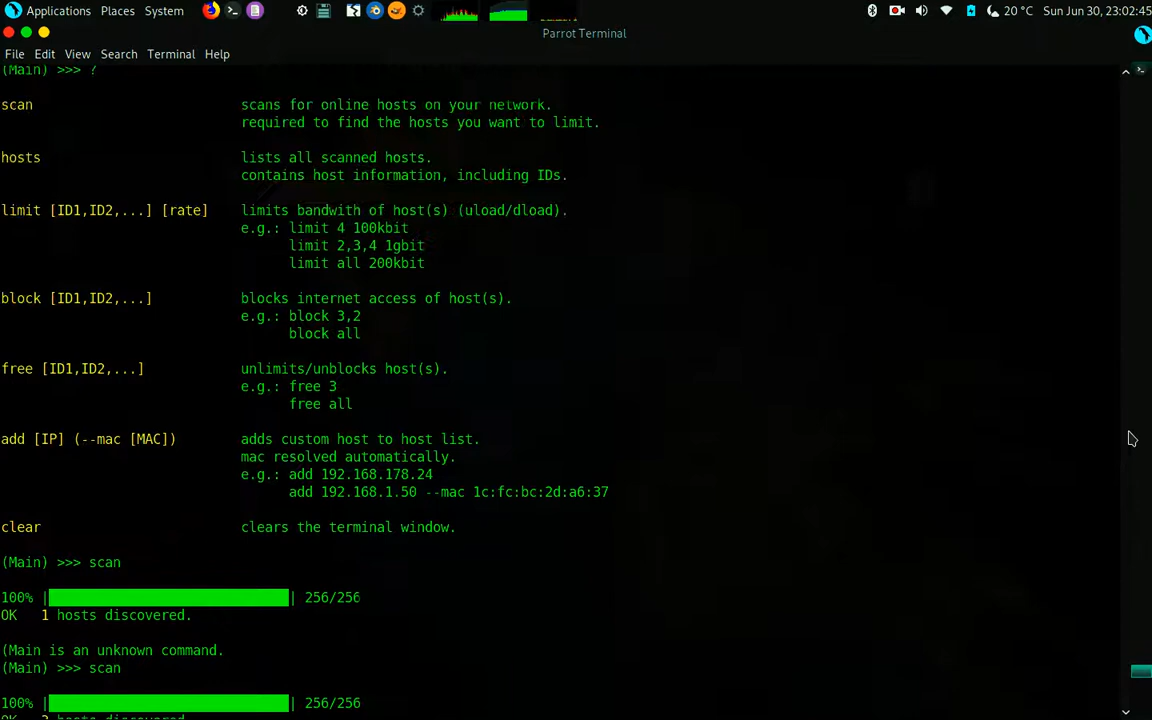 Applications Places System 20 °C Sun Jun 30, 23:02:45
Parrot Terminal
File Edit View Search Terminal Help
(Main) >>> ?
scan scans for online hosts on your network.
required to find the hosts you want to limit.
hosts lists all scanned hosts.
contains host information, including IDs.
limit [ID1,ID2,...] [rate] limits bandwith of host(s) (uload/dload).
e.g.: limit 4 100kbit
limit 2,3,4 1gbit
limit all 200kbit
block [ID1,ID2,...] blocks internet access of host(s).
e.g.: block 3,2
block all
free [ID1,ID2,...] unlimits/unblocks host(s).
e.g.: free 3
free all
add [IP] (--mac [MAC]) adds custom host to host list.
mac resolved automatically.
e.g.: add 192.168.178.24
add 192.168.1.50 --mac 1c:fc:bc:2d:a6:37
clear clears the terminal window.
(Main) >>> scan
100% | | 256/256
OK 1 hosts discovered.
(Main is an unknown command.
(Main) >>> scan
100% | | 256/256
hosts discovered